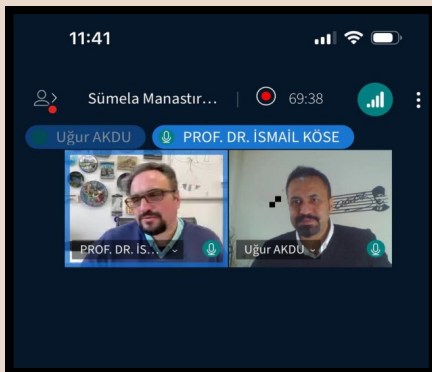 11:41
Sümela Manastır... | 69:38
Uğur AKDU PROF. DR. İSMAİL KÖSE
PROF. DR. İS...
Uğur AKDU